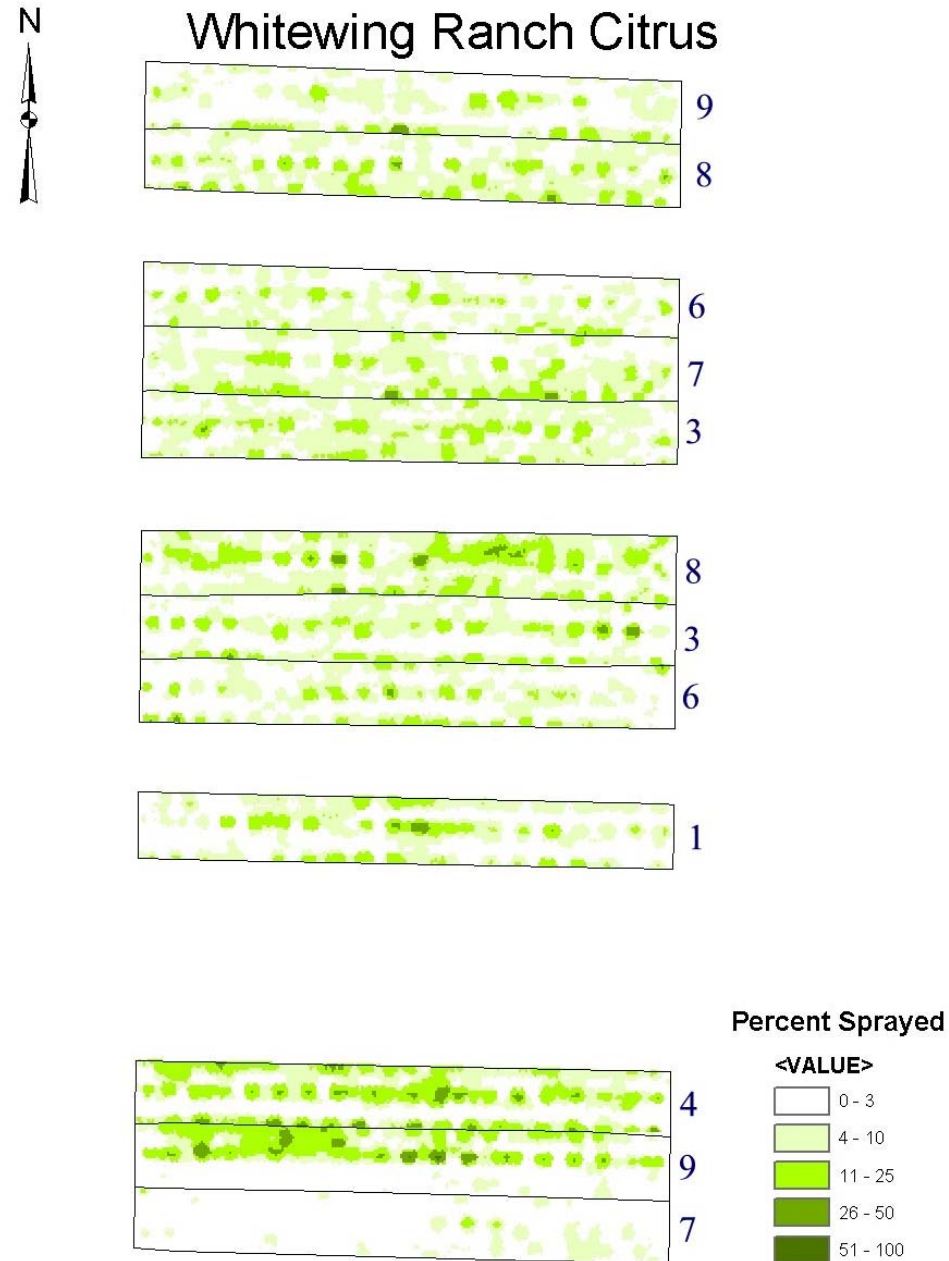 N
Whitewing Ranch Citrus
9
8
6
7
3
8
3
6
1
4
9
7
Percent Sprayed
<VALUE>
0 - 3
4 - 10
11 - 25
26 - 50
51 - 100